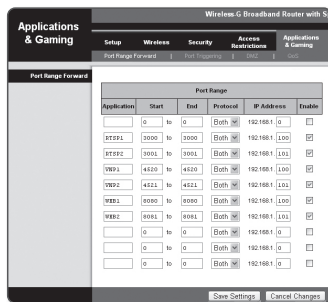 Wireless-G Broadband Router with S
Applications & Gaming
Setup Wireless Security Access Restrictions Applications & Gaming
Port Range Forward | Port Triggering | DMZ | QoS
Port Range Forward
Port Range
Application Start End Protocol IP Address Enable
0 to 0 Both 192.168.1. 0
RTSP1 3000 to 3000 Both 192.168.1. 100
RTSP2 3001 to 3001 Both 192.168.1. 101
VNP1 4520 to 4520 Both 192.168.1. 100
VNP2 4521 to 4521 Both 192.168.1. 101
WEB1 8080 to 8080 Both 192.168.1. 100
WEB2 8081 to 8081 Both 192.168.1. 101
0 to 0 Both 192.168.1. 0
0 to 0 Both 192.168.1. 0
0 to 0 Both 192.168.1. 0
Save Settings Cancel Changes